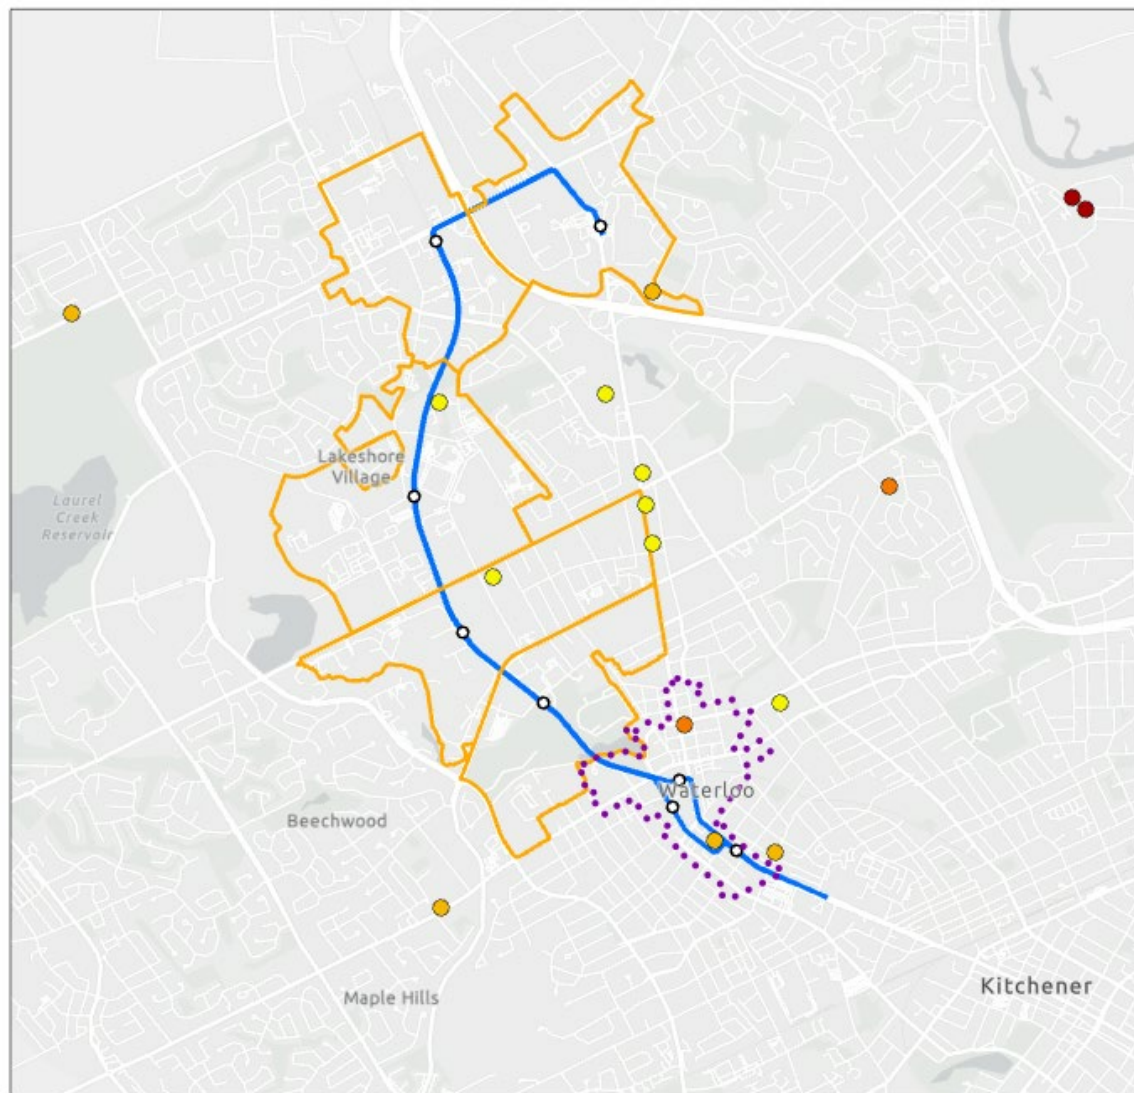 Lakeshore
Village
Laurel
Creek
Reservoir
Waterloo
Beechwood
Kitchener
Maple Hills